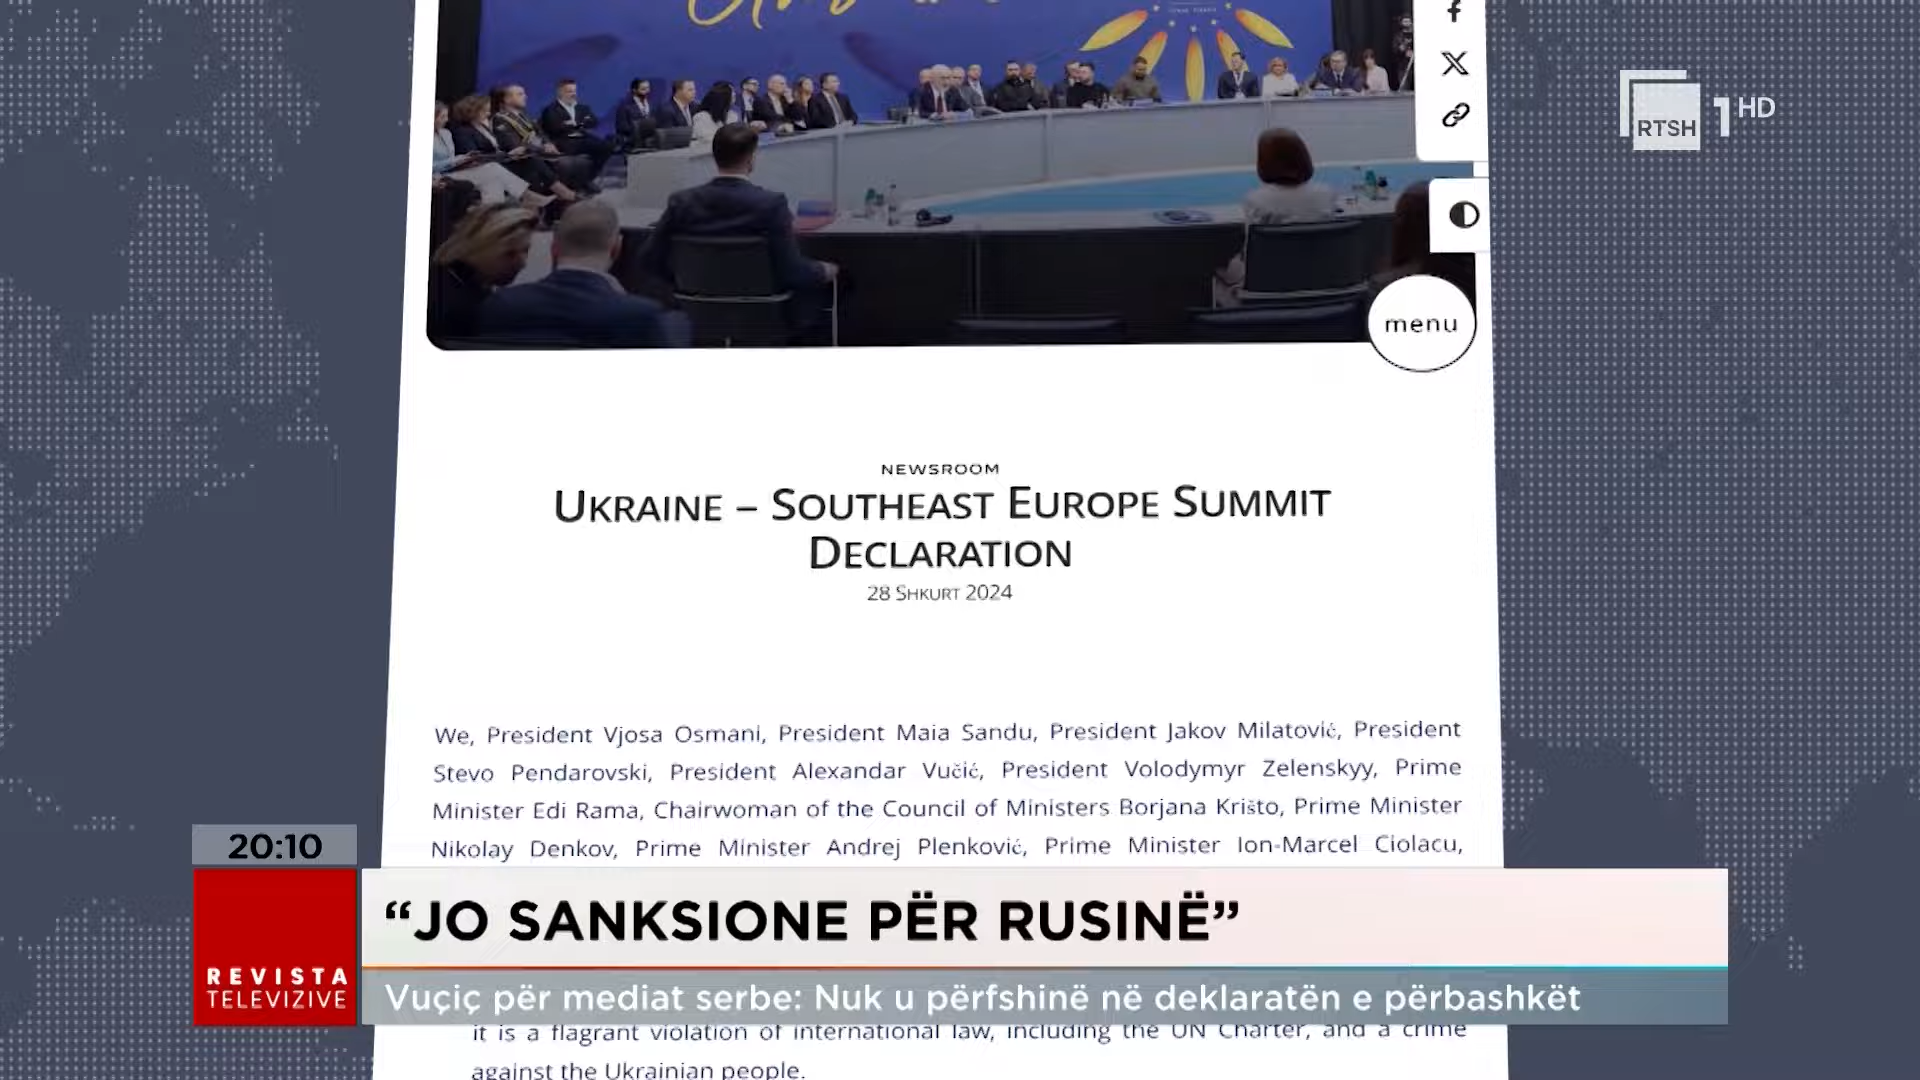 RTSH 1 HD
menu
NEWSROOM
UKRAINE – SOUTHEAST EUROPE SUMMIT
DECLARATION
28 SHKURT 2024
We, President Vjosa Osmani, President Maia Sandu, President Jakov Milatović, President
Stevo Pendarovski, President Alexandar Vučić, President Volodymyr Zelenskyy, Prime
Minister Edi Rama, Chairwoman of the Council of Ministers Borjana Krišto, Prime Minister
Nikolay Denkov, Prime Minister Andrej Plenković, Prime Minister Ion-Marcel Ciolacu,
20:10
“JO SANKSIONE PËR RUSINË”
REVISTA
TELEVIZIVE
Vuçiç për mediat serbe: Nuk u përfshinë në deklaratën e përbashkët
it is a flagrant violation of international law, including the UN Charter, and a crime
against the Ukrainian people.